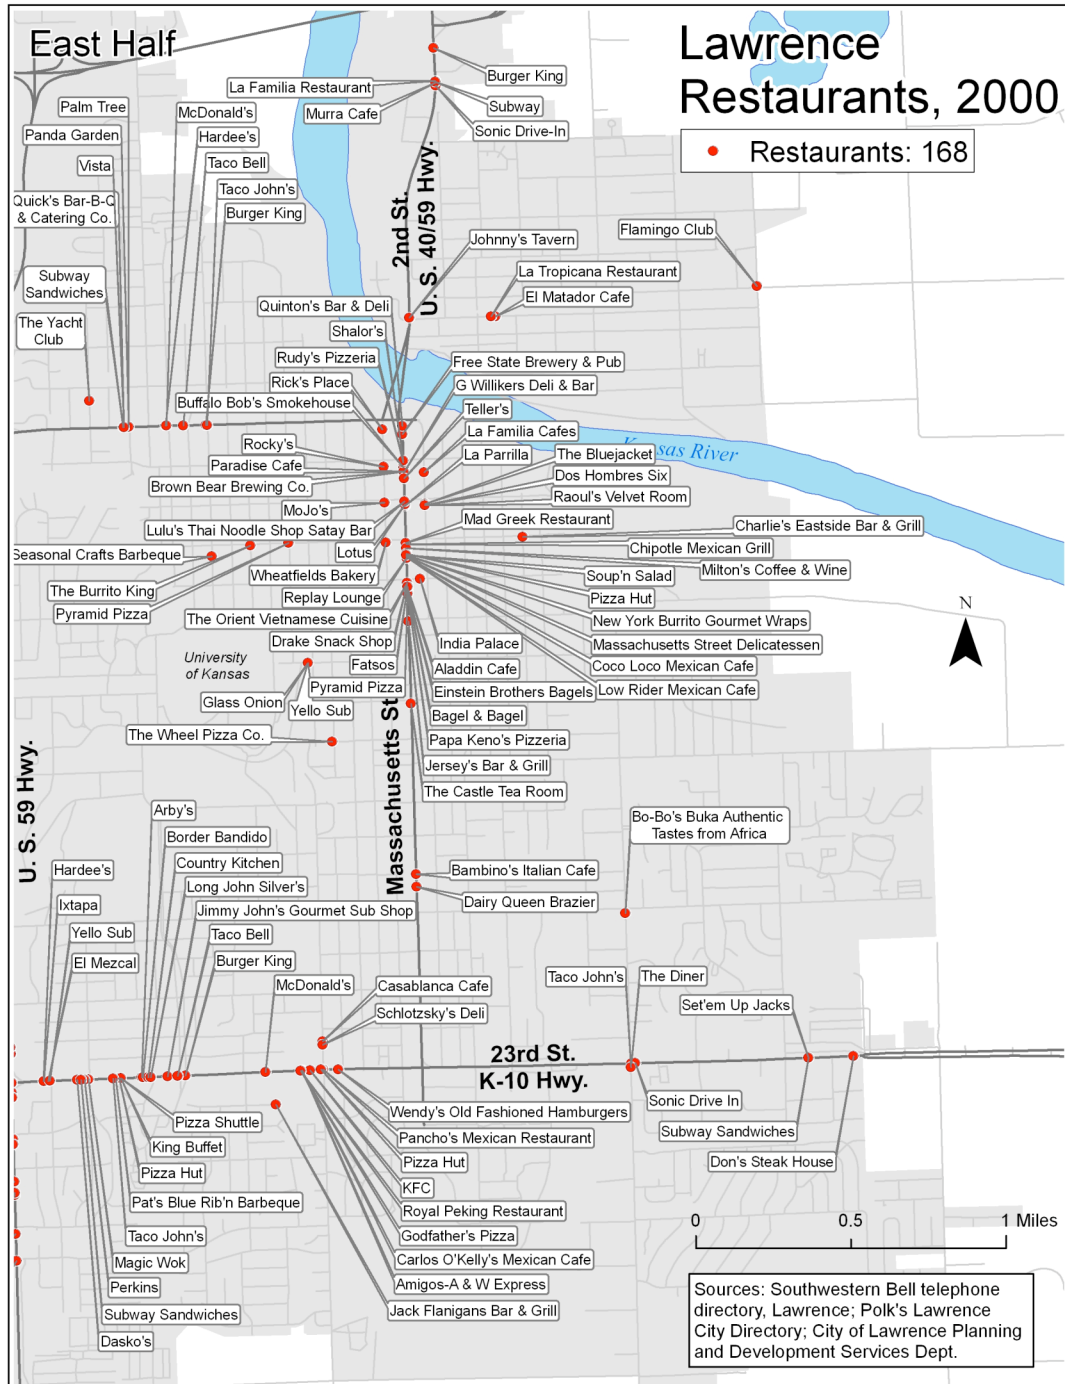 East Half
Lawrence
Restaurants, 2000
Restaurants: 168
Burger King
La Familia Restaurant
Subway
Murra Cafe
Sonic Drive-In
Palm Tree
McDonald's
Panda Garden
Hardee's
Vista
Taco Bell
Taco John's
Quick's Bar-B-Q
& Catering Co.
Burger King
2nd St.
U. S. 40/59 Hwy.
Flamingo Club
Johnny's Tavern
La Tropicana Restaurant
Subway
Sandwiches
El Matador Cafe
Quinton's Bar & Deli
The Yacht
Club
Shalor's
Rudy's Pizzeria
Free State Brewery & Pub
Rick's Place
G Willikers Deli & Bar
Buffalo Bob's Smokehouse
Teller's
La Familia Cafes
Rocky's
La Parrilla
The Bluejacket
Kansas River
Paradise Cafe
Dos Hombres Six
Brown Bear Brewing Co.
Raoul's Velvet Room
MoJo's
Mad Greek Restaurant
Charlie's Eastside Bar & Grill
Lulu's Thai Noodle Shop Satay Bar
Chipotle Mexican Grill
Seasonal Crafts Barbeque
Lotus
Milton's Coffee & Wine
Wheatfields Bakery
Soup'n Salad
The Burrito King
Replay Lounge
Pizza Hut
Pyramid Pizza
The Orient Vietnamese Cuisine
New York Burrito Gourmet Wraps
N
Drake Snack Shop
India Palace
Massachusetts Street Delicatessen
University
of Kansas
Fatsos
Aladdin Cafe
Coco Loco Mexican Cafe
Pyramid Pizza
Einstein Brothers Bagels
Low Rider Mexican Cafe
Glass Onion
Yello Sub
Bagel & Bagel
The Wheel Pizza Co.
Papa Keno's Pizzeria
Massachusetts St.
Jersey's Bar & Grill
The Castle Tea Room
U. S. 59 Hwy.
Arby's
Bo-Bo's Buka Authentic
Tastes from Africa
Border Bandido
Hardee's
Country Kitchen
Bambino's Italian Cafe
Long John Silver's
Ixtapa
Jimmy John's Gourmet Sub Shop
Dairy Queen Brazier
Yello Sub
Taco Bell
El Mezcal
Burger King
McDonald's
Casablanca Cafe
Taco John's
The Diner
Schlotzsky's Deli
Set'em Up Jacks
23rd St.
K-10 Hwy.
Sonic Drive In
Wendy's Old Fashioned Hamburgers
Pizza Shuttle
Subway Sandwiches
King Buffet
Pancho's Mexican Restaurant
Don's Steak House
Pizza Hut
Pizza Hut
KFC
Pat's Blue Rib'n Barbeque
Royal Peking Restaurant
Taco John's
Godfather's Pizza
Magic Wok
Carlos O'Kelly's Mexican Cafe
Perkins
Amigos-A & W Express
Subway Sandwiches
Jack Flanigans Bar & Grill
Dasko's
0 0.5 1 Miles
Sources: Southwestern Bell telephone
directory, Lawrence; Polk's Lawrence
City Directory; City of Lawrence Planning
and Development Services Dept.